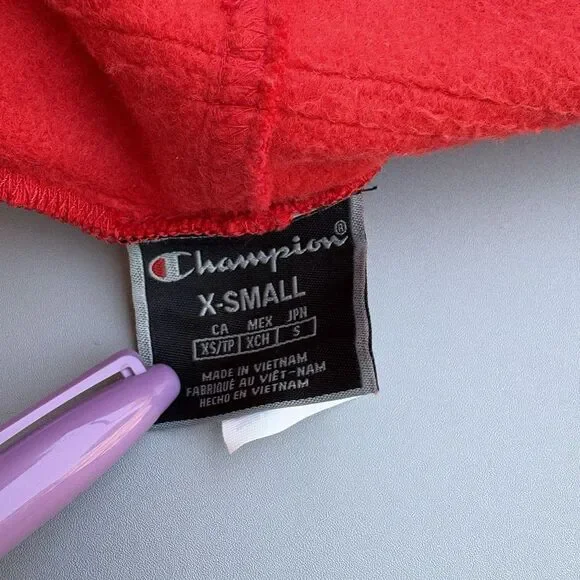 Champion®
X-SMALL
CA MEX JPN
XS/TP XCH S
MADE IN VIETNAM
FABRIQUÉ AU VIÊT-NAM
HECHO EN VIETNAM